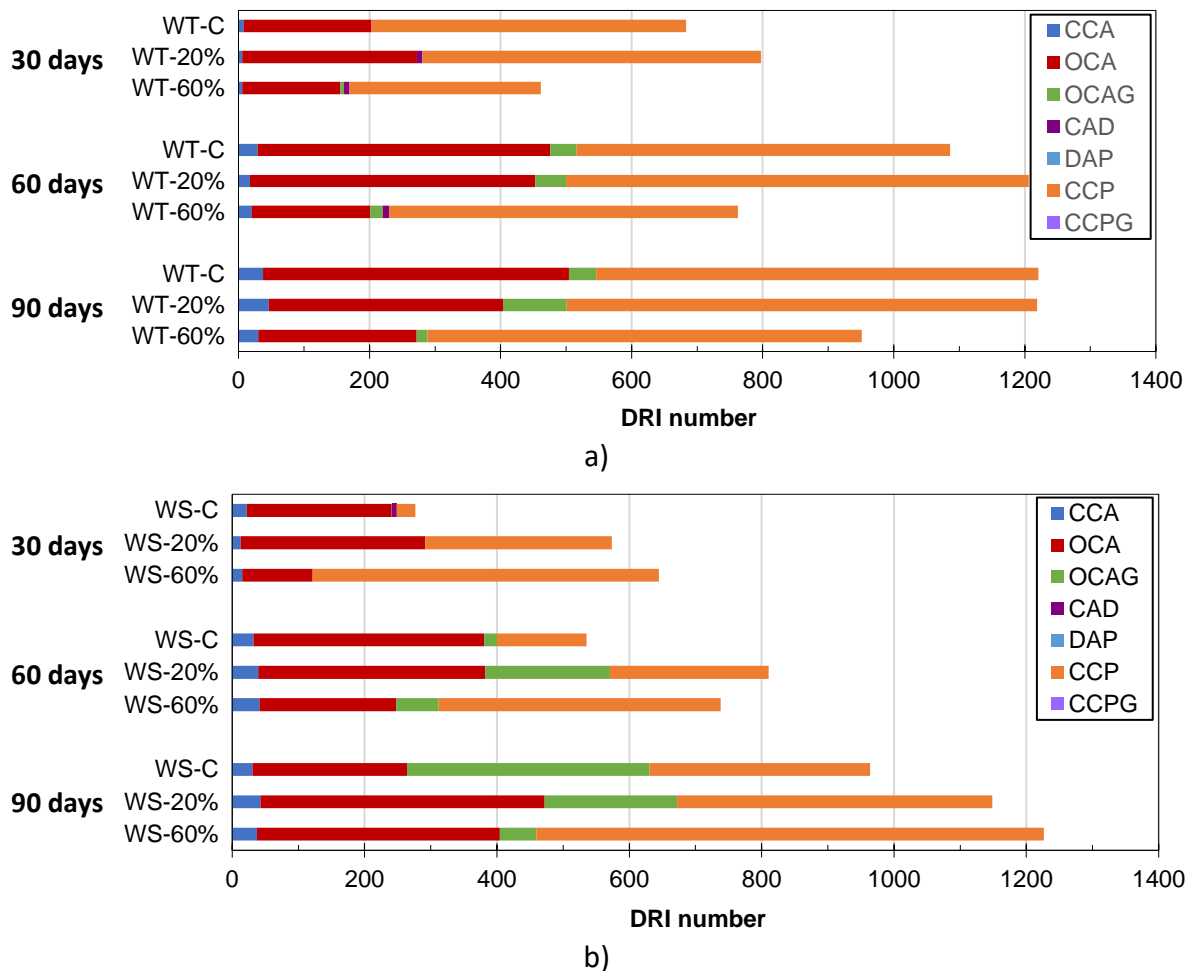 WT-C
30 days
WT-20%
WT-60%
WT-C
60 days
WT-20%
WT-60%
WT-C
90 days
WT-20%
WT-60%
CCA
OCA
OCAG
CAD
DAP
CCP
CCPG
0 200 400 600 800 1000 1200 1400
DRI number
a)
WS-C
30 days
WS-20%
WS-60%
WS-C
60 days
WS-20%
WS-60%
WS-C
90 days
WS-20%
WS-60%
CCA
OCA
OCAG
CAD
DAP
CCP
CCPG
0 200 400 600 800 1000 1200 1400
DRI number
b)